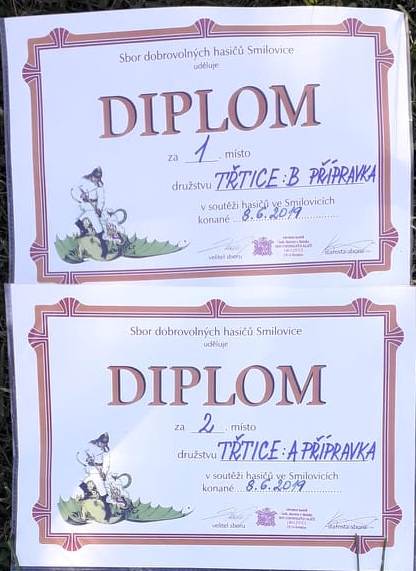 Sbor dobrovolných hasičů Smilovice
uděluje
DIPLOM
za 1. místo
družstvu TŘTICE: B PŘÍPRAVKA
v soutěži hasičů ve Smilovicích
konané 8.6.2019
velitel sboru starosta sboru
Sbor dobrovolných hasičů Smilovice
uděluje
DIPLOM
za 2. místo
družstvu TŘTICE: A PŘÍPRAVKA
v soutěži hasičů ve Smilovicích
konané 8.6.2019
velitel sboru starosta sboru